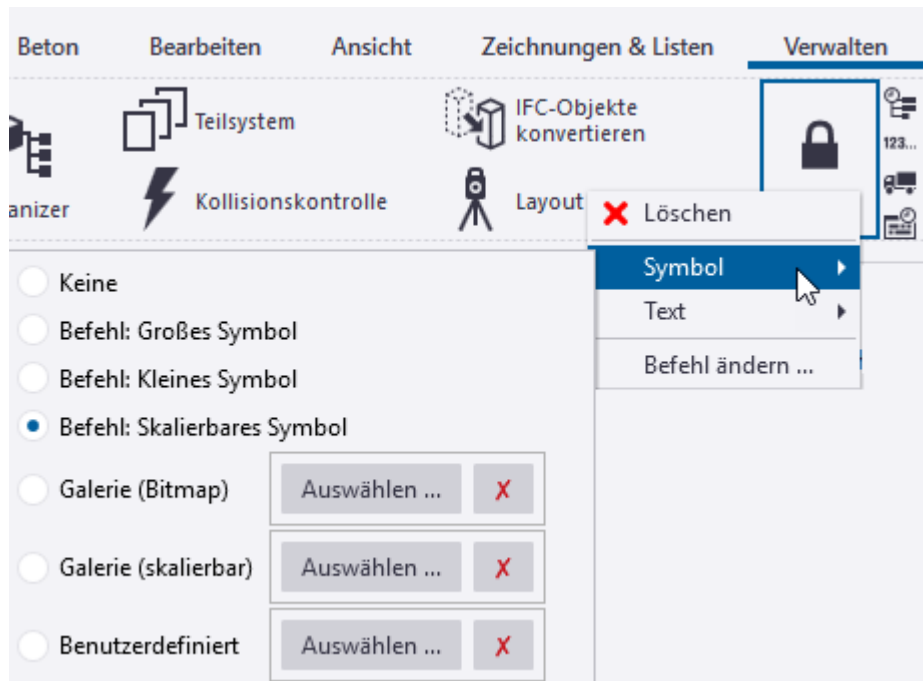 Beton Bearbeiten Ansicht Zeichnungen & Listen Verwalten
Teilsystem
IFC-Objekte
konvertieren
123...
anizer
Kollisionskontrolle
Layout
Löschen
Symbol
Text
Befehl ändern ...
Keine
Befehl: Großes Symbol
Befehl: Kleines Symbol
Befehl: Skalierbares Symbol
Galerie (Bitmap) Auswählen ... X
Galerie (skalierbar) Auswählen ... X
Benutzerdefiniert Auswählen ... X